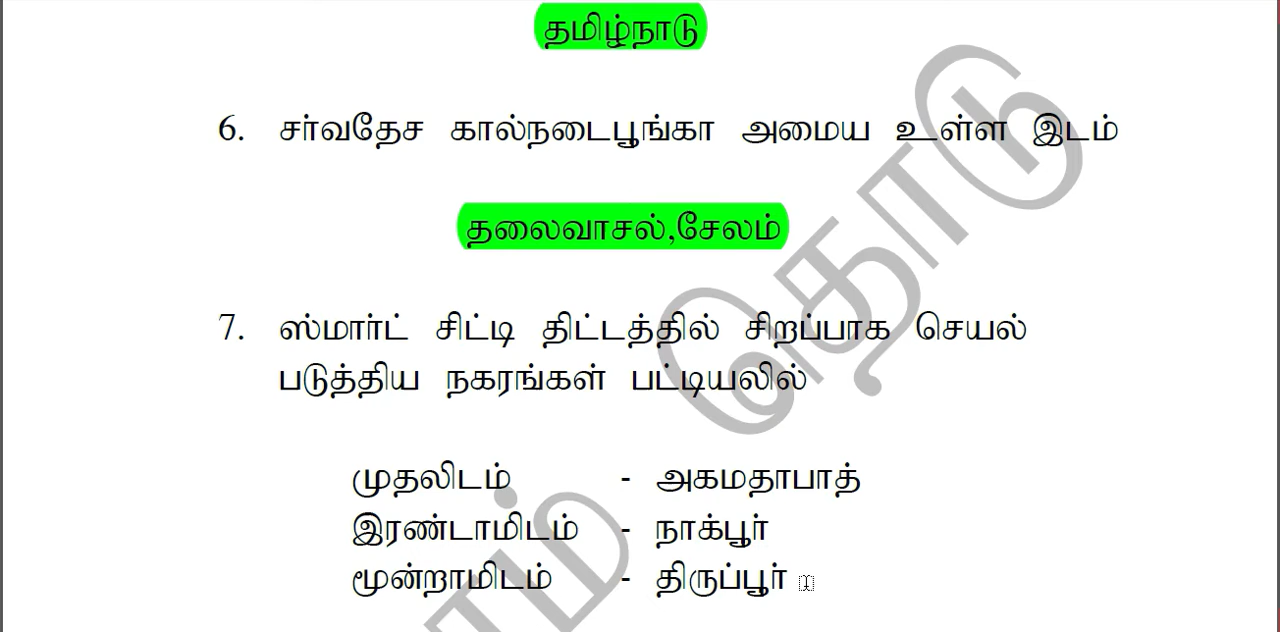 தமிழ்நாடு
6. சர்வதேச கால்நடைபூங்கா அமைய உள்ள இடம்
தலைவாசல்,சேலம்
7. ஸ்மார்ட் சிட்டி திட்டத்தில் சிறப்பாக செயல்
படுத்திய நகரங்கள் பட்டியலில்
முதலிடம் - அகமதாபாத்
இரண்டாமிடம் - நாக்பூர்
மூன்றாமிடம் - திருப்பூர்